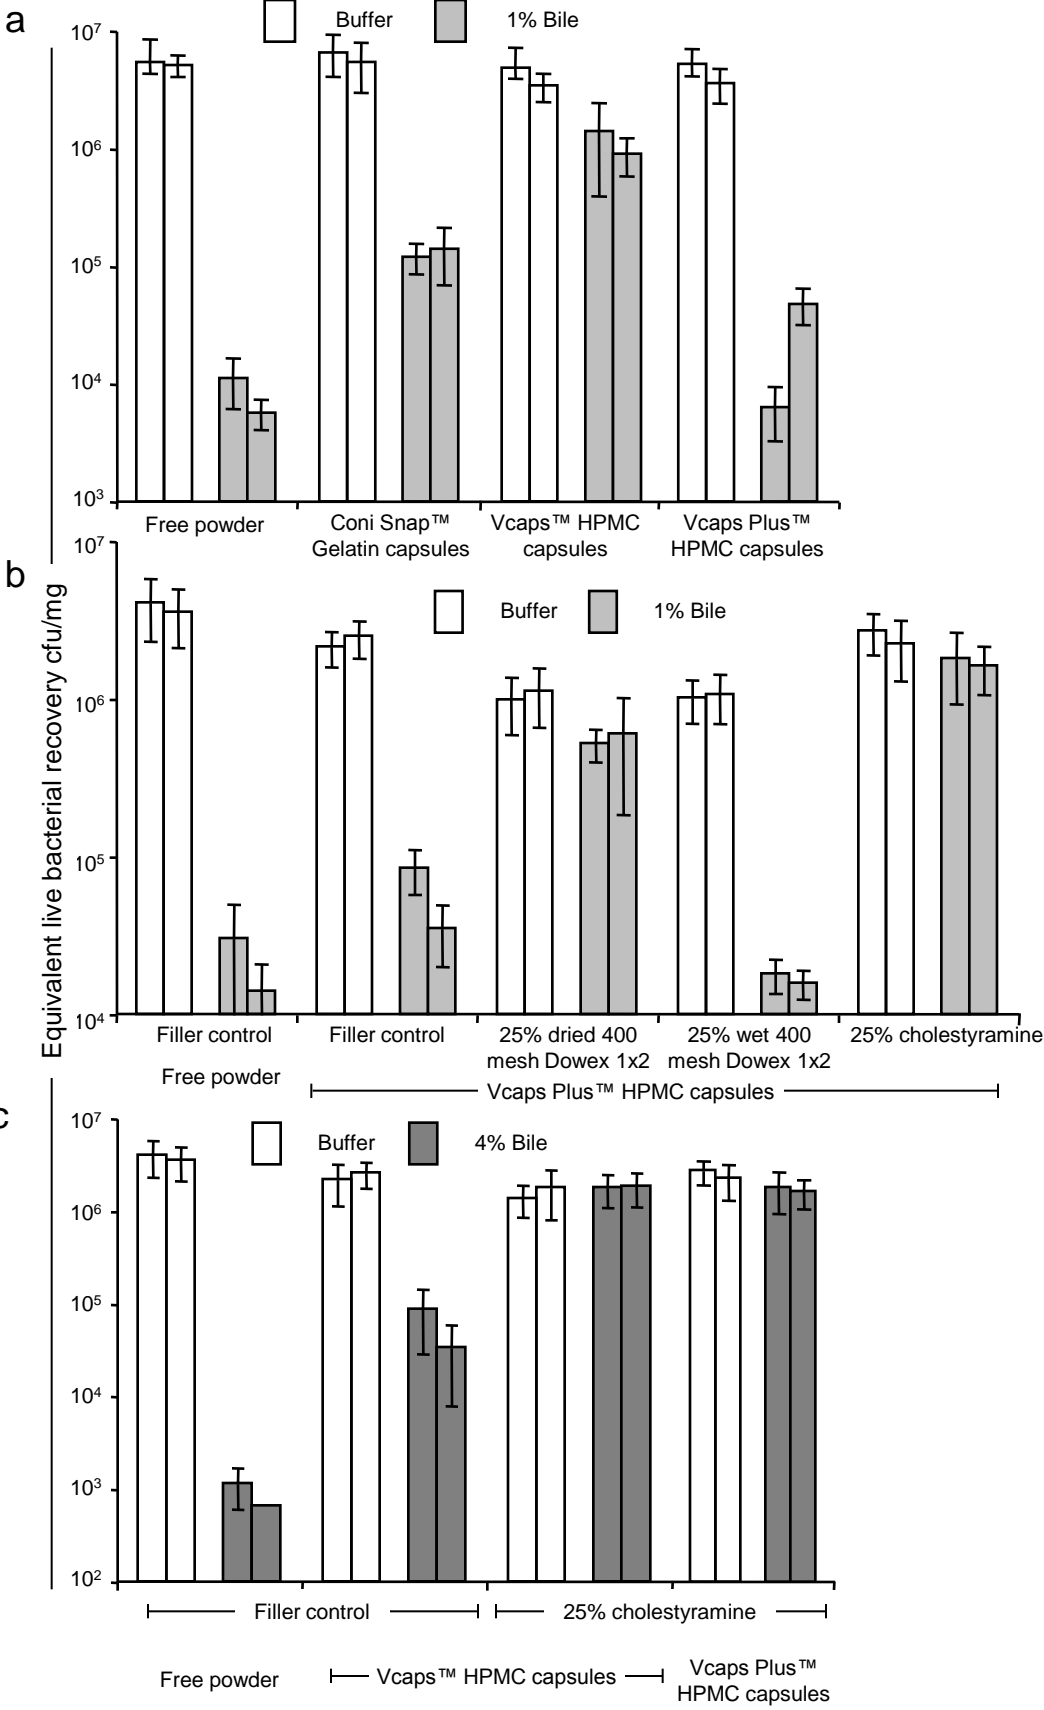 a
Buffer
1% Bile
10⁷
10⁶
10⁵
10⁴
10³
Free powder
Coni Snap™
Gelatin capsules
Vcaps™ HPMC
capsules
Vcaps Plus™
HPMC capsules
Equivalent live bacterial recovery cfu/mg
b
Buffer
1% Bile
10⁷
10⁶
10⁵
10⁴
Filler control
Free powder
Filler control
25% dried 400
mesh Dowex 1x2
25% wet 400
mesh Dowex 1x2
25% cholestyramine
Vcaps Plus™ HPMC capsules
c
Buffer
4% Bile
10⁷
10⁶
10⁵
10⁴
10³
10²
Filler control
25% cholestyramine
Free powder
Vcaps™ HPMC capsules
Vcaps Plus™
HPMC capsules